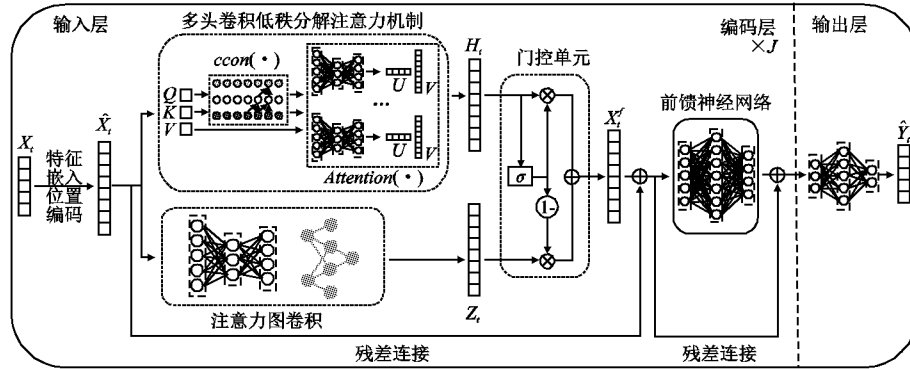 输入层
多头卷积低秩分解注意力机制
编码层
×J
输出层
ccon(·)
Q
K
V
U
V
...
U
V
Attention(·)
H_t
门控单元
σ
1-
X_t^f
前馈神经网络
Ŷ_t
X_t
特征
嵌入
位置
编码
X̂_t
注意力图卷积
Z_t
残差连接
残差连接